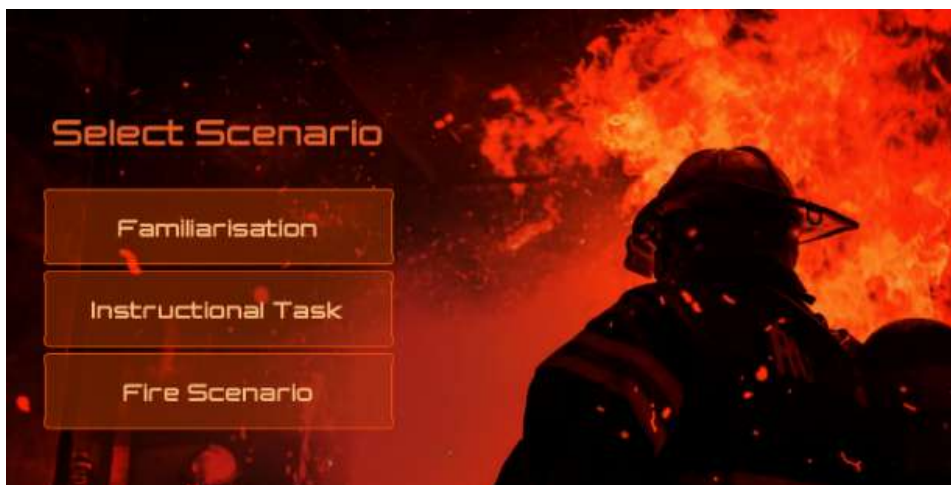 Select Scenario
Familiarisation
Instructional Task
Fire Scenario